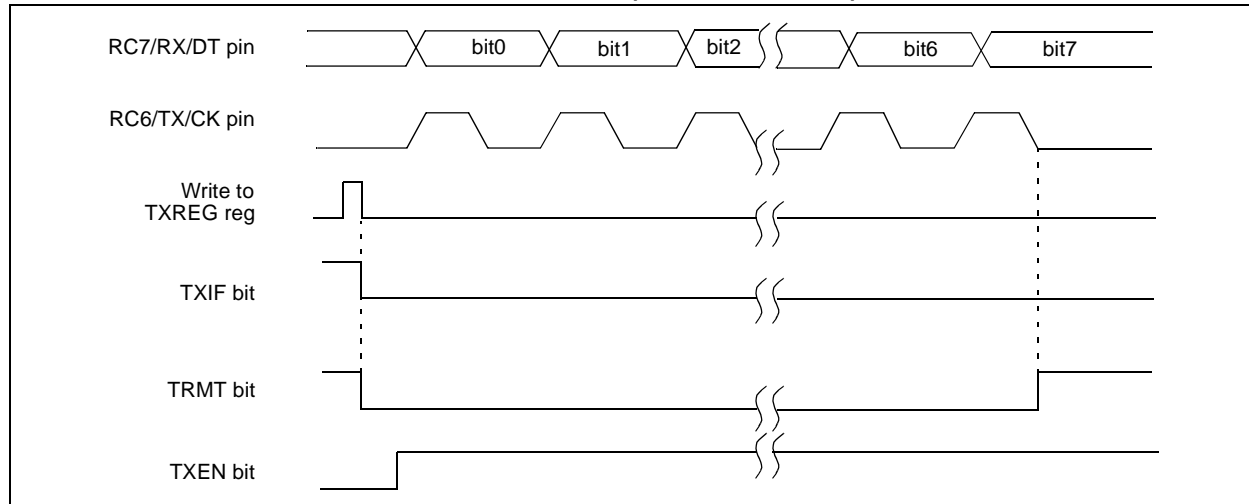 RC7/RX/DT pin
bit0 bit1 bit2 bit6 bit7
RC6/TX/CK pin
Write to
TXREG reg
TXIF bit
TRMT bit
TXEN bit